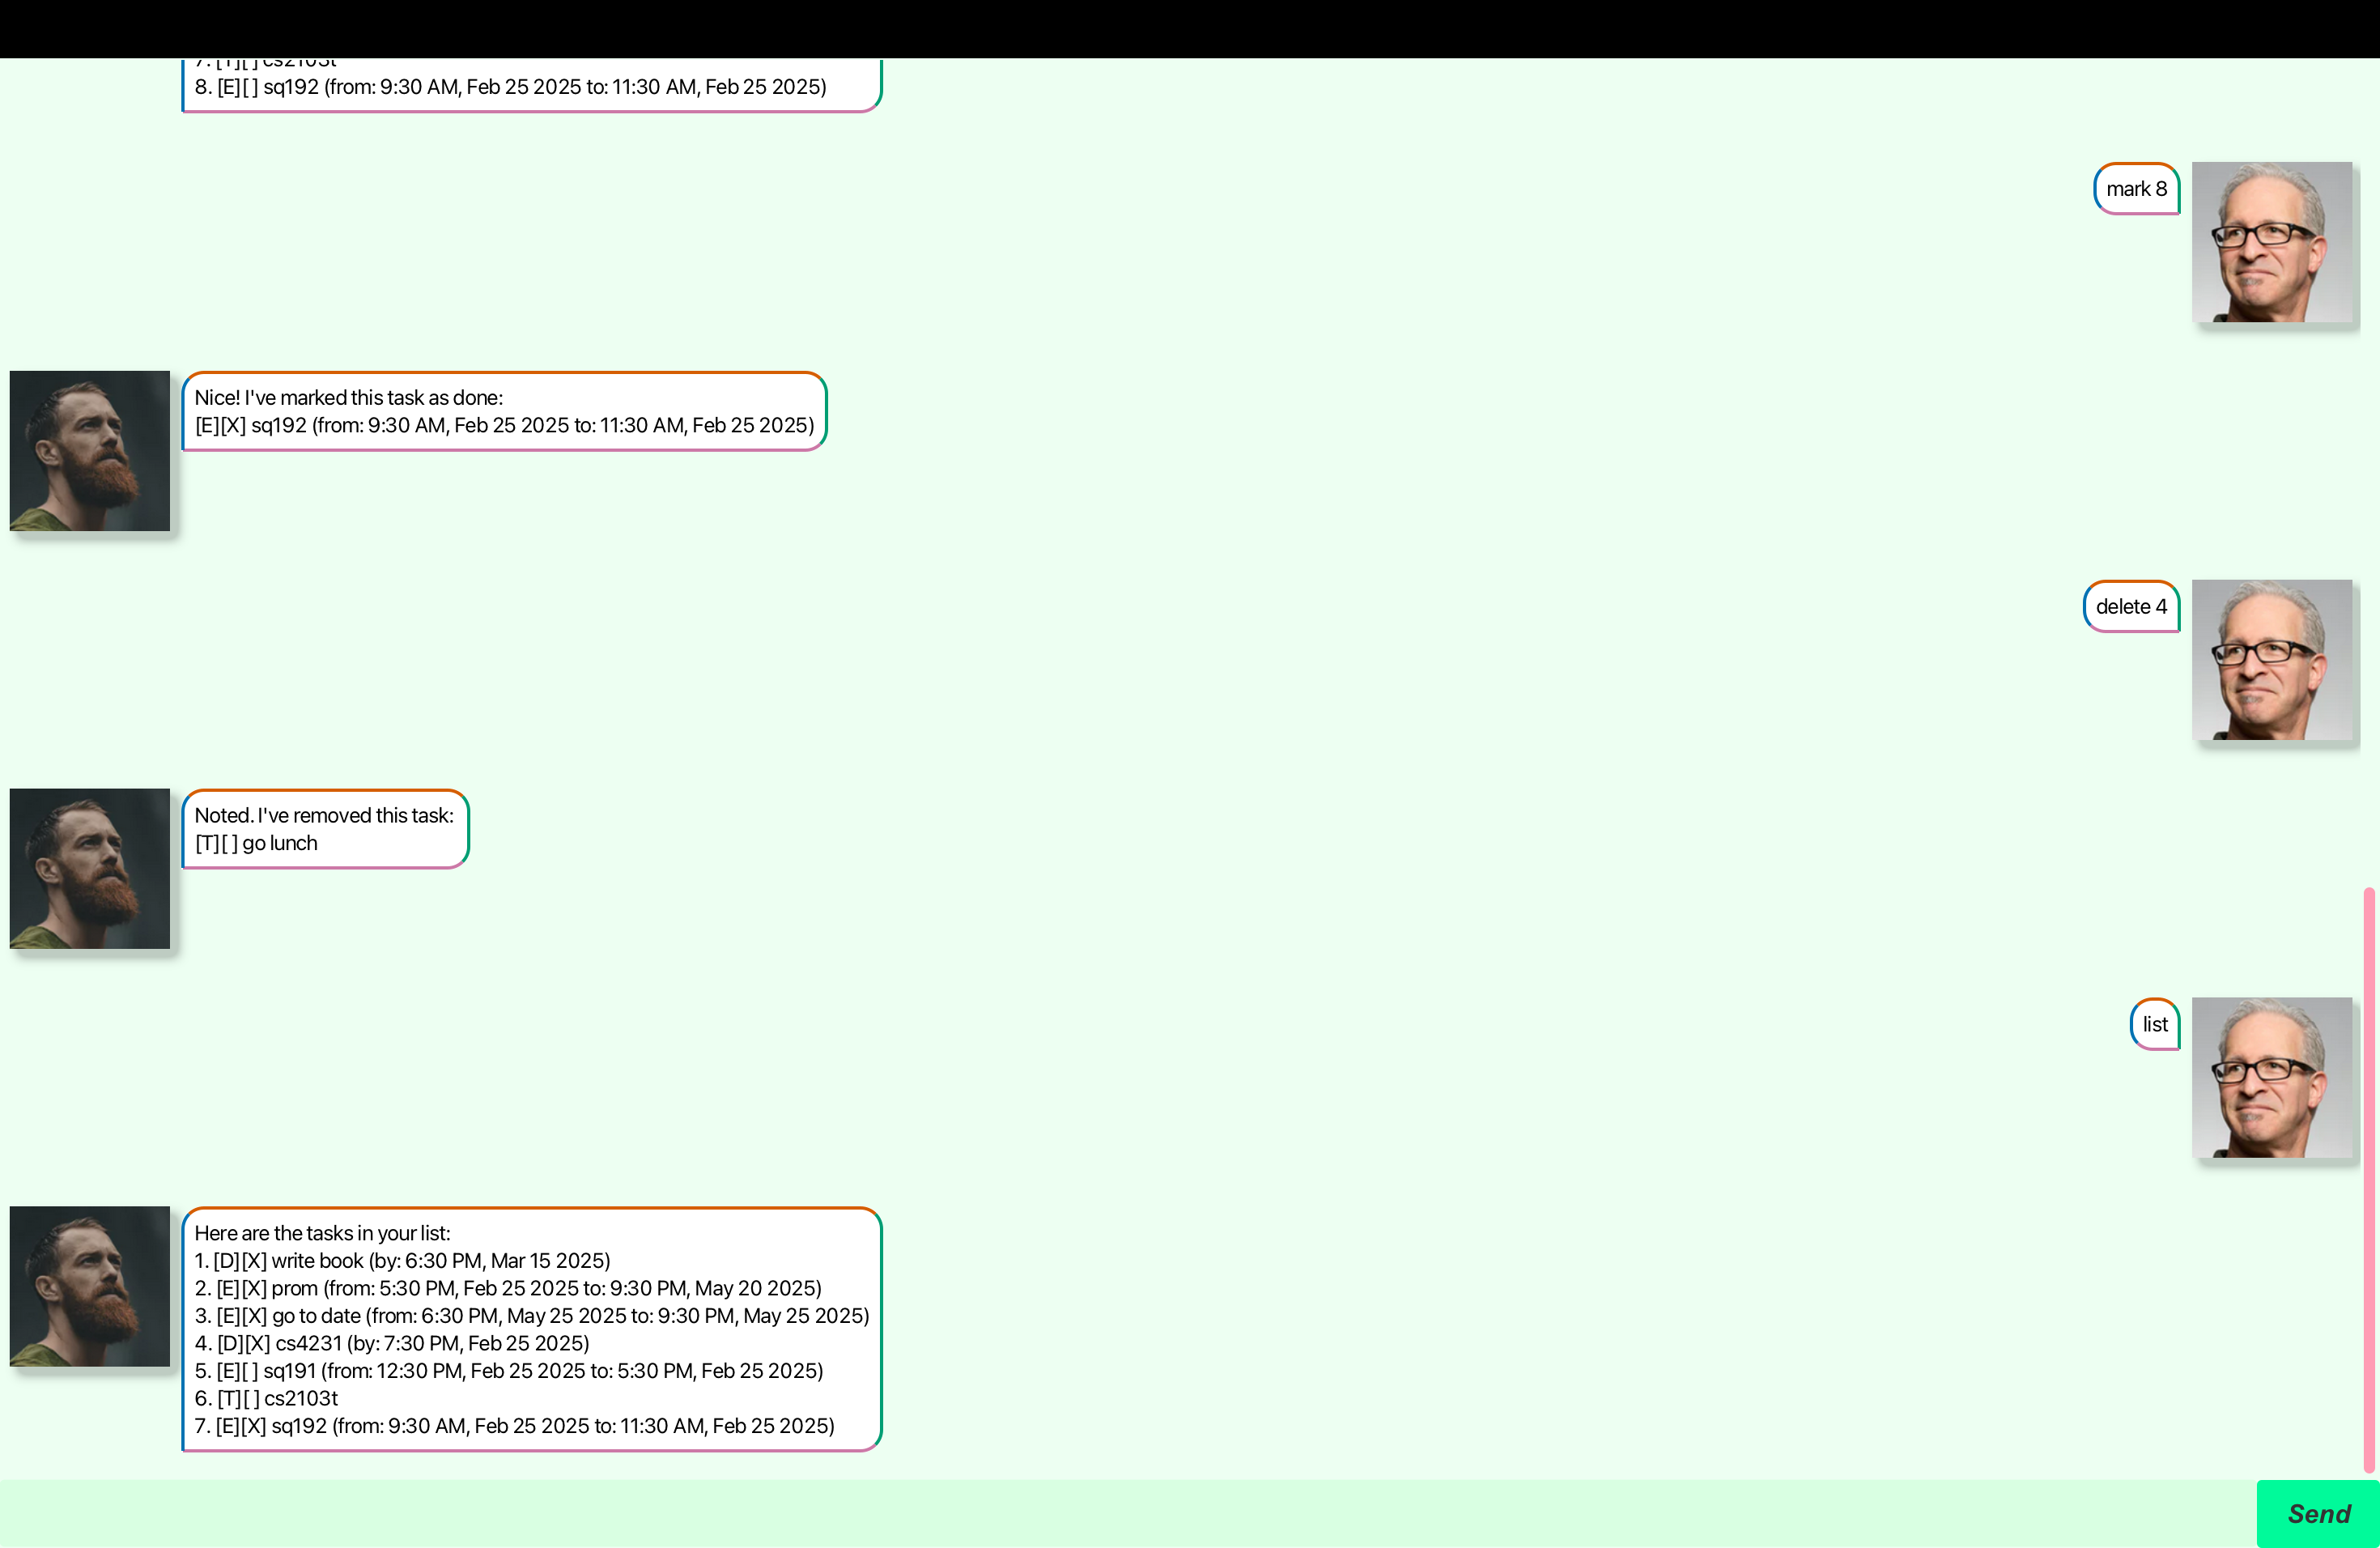 7. [T][ ] cs2103t
8. [E][ ] sq192 (from: 9:30 AM, Feb 25 2025 to: 11:30 AM, Feb 25 2025)
mark 8
Nice! I've marked this task as done:
[E][X] sq192 (from: 9:30 AM, Feb 25 2025 to: 11:30 AM, Feb 25 2025)
delete 4
Noted. I've removed this task:
[T][ ] go lunch
list
Here are the tasks in your list:
1. [D][X] write book (by: 6:30 PM, Mar 15 2025)
2. [E][X] prom (from: 5:30 PM, Feb 25 2025 to: 9:30 PM, May 20 2025)
3. [E][X] go to date (from: 6:30 PM, May 25 2025 to: 9:30 PM, May 25 2025)
4. [D][X] cs4231 (by: 7:30 PM, Feb 25 2025)
5. [E][ ] sq191 (from: 12:30 PM, Feb 25 2025 to: 5:30 PM, Feb 25 2025)
6. [T][ ] cs2103t
7. [E][X] sq192 (from: 9:30 AM, Feb 25 2025 to: 11:30 AM, Feb 25 2025)
Send